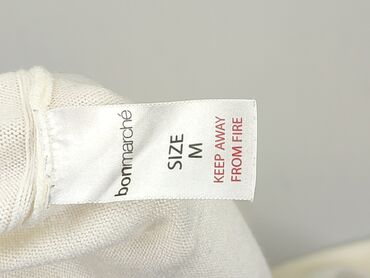 bonmarché
SIZE
M
KEEP AWAY
FROM FIRE